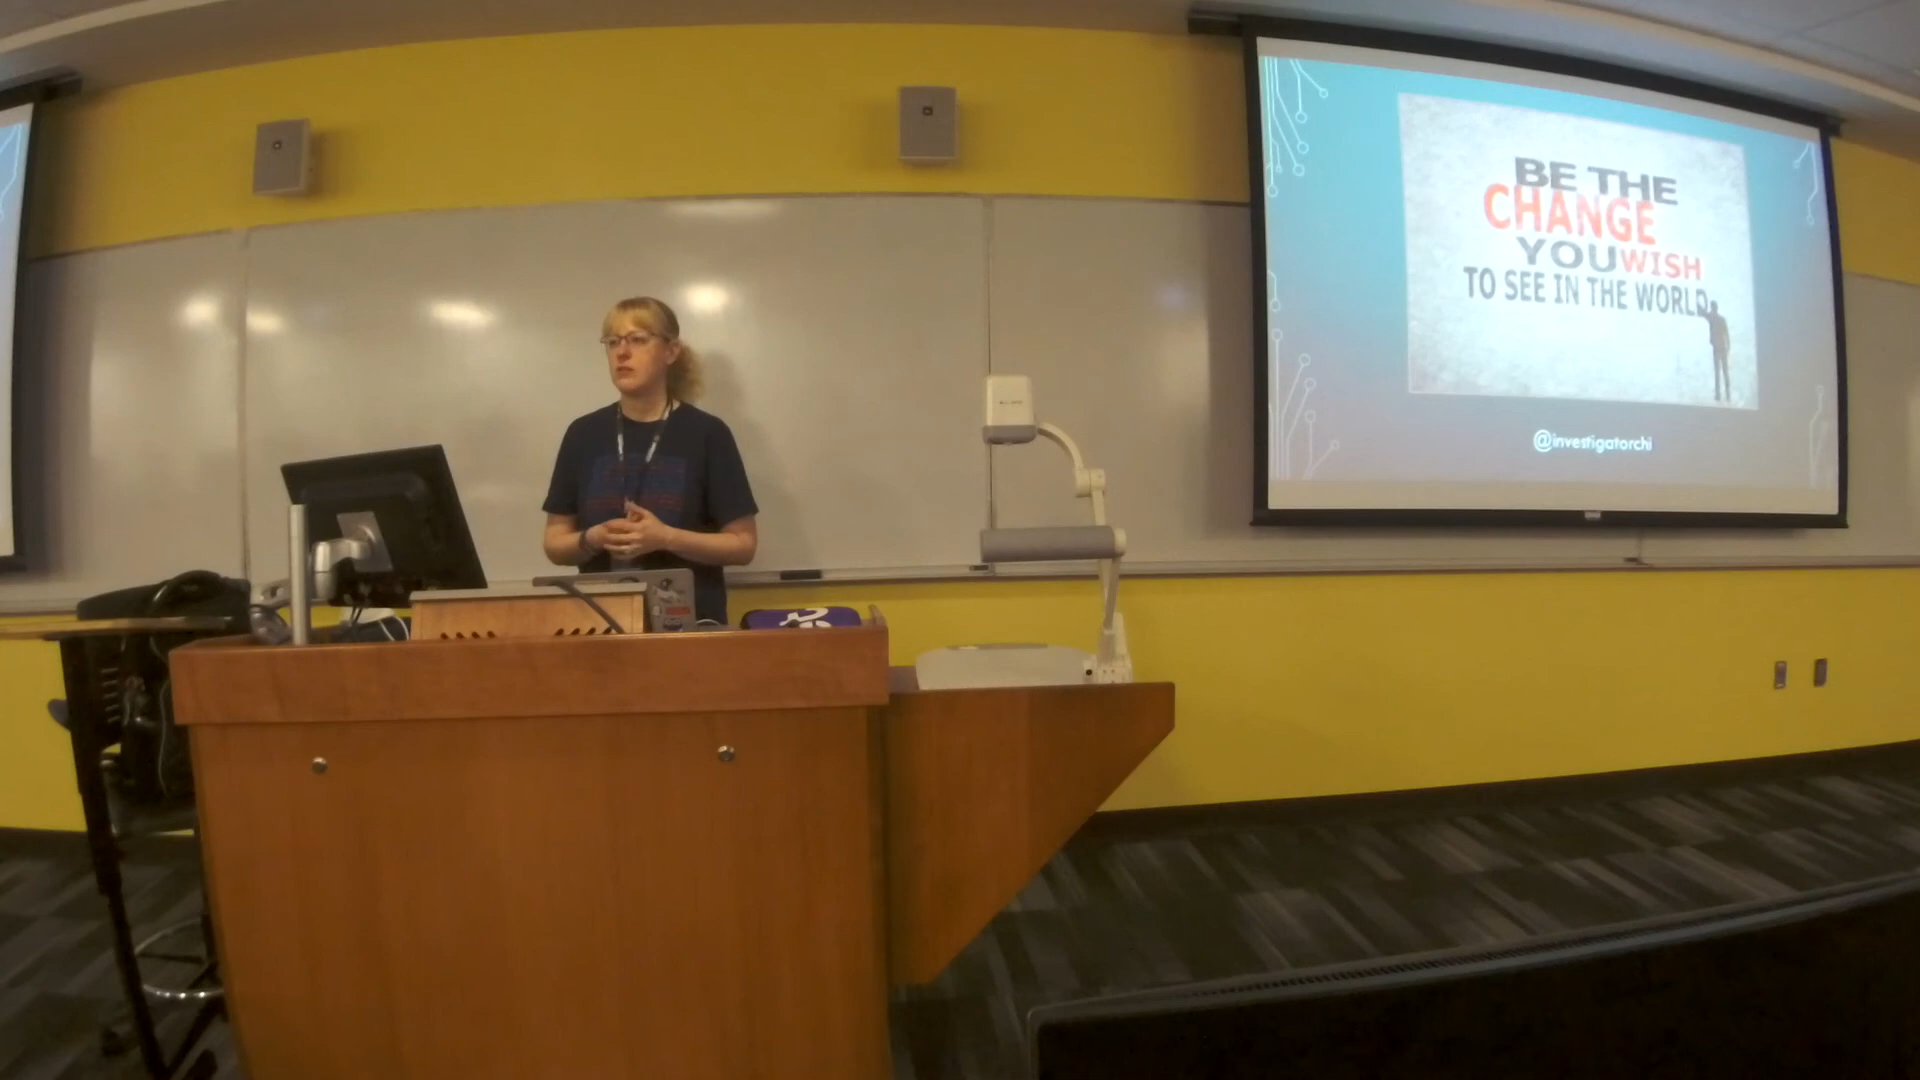 BE THE
CHANGE
YOU WISH
TO SEE IN THE WORLD
@investigatorchi